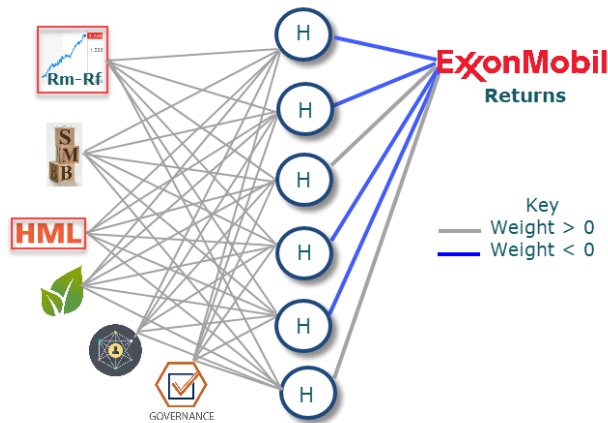 Rm-Rf
S
M
B B
HML
GOVERNANCE
H
H
H
H
H
H
ExxonMobil
Returns
Key
Weight > 0
Weight < 0